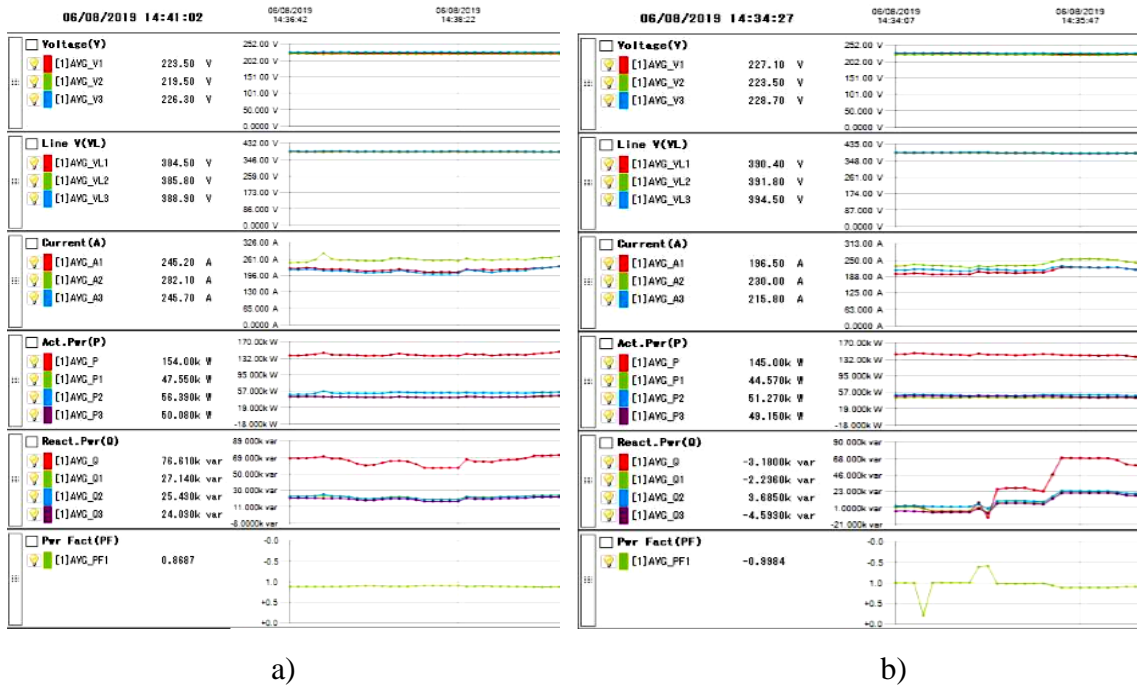 06/08/2019 14:41:02
06/08/2019
14:36:42
06/08/2019
14:38:22
Voltage(V)
[1]AVG_V1 223.50 V
[1]AVG_V2 219.50 V
[1]AVG_V3 226.30 V
252.00 V
202.00 V
151.00 V
101.00 V
50.000 V
0.0000 V
Line V(VL)
[1]AVG_VL1 384.50 V
[1]AVG_VL2 385.80 V
[1]AVG_VL3 388.90 V
432.00 V
346.00 V
259.00 V
173.00 V
86.000 V
0.0000 V
Current(A)
[1]AVG_A1 245.20 A
[1]AVG_A2 282.10 A
[1]AVG_A3 245.70 A
326.00 A
261.00 A
196.00 A
130.00 A
65.000 A
0.0000 A
Act.Pwr(P)
[1]AVG_P 154.00k W
[1]AVG_P1 47.550k W
[1]AVG_P2 56.390k W
[1]AVG_P3 50.080k W
170.00k W
132.00k W
95.000k W
57.000k W
19.000k W
-18.000k W
React.Pwr(Q)
[1]AVG_Q 76.610k var
[1]AVG_Q1 27.140k var
[1]AVG_Q2 25.430k var
[1]AVG_Q3 24.030k var
89.000k var
69.000k var
50.000k var
30.000k var
11.000k var
-8.0000k var
Pwr Fact(PF)
[1]AVG_PF1 0.8687
-0.0
-0.5
1.0
+0.5
+0.0
a)
06/08/2019 14:34:27
06/08/2019
14:34:07
06/08/2019
14:35:47
Voltage(V)
[1]AVG_V1 227.10 V
[1]AVG_V2 223.50 V
[1]AVG_V3 228.70 V
252.00 V
202.00 V
151.00 V
101.00 V
50.000 V
0.0000 V
Line V(VL)
[1]AVG_VL1 390.40 V
[1]AVG_VL2 391.80 V
[1]AVG_VL3 394.50 V
435.00 V
348.00 V
261.00 V
174.00 V
87.000 V
0.0000 V
Current(A)
[1]AVG_A1 196.50 A
[1]AVG_A2 230.00 A
[1]AVG_A3 215.80 A
313.00 A
250.00 A
188.00 A
125.00 A
63.000 A
0.0000 A
Act.Pwr(P)
[1]AVG_P 145.00k W
[1]AVG_P1 44.570k W
[1]AVG_P2 51.270k W
[1]AVG_P3 49.150k W
170.00k W
132.00k W
95.000k W
57.000k W
19.000k W
-18.000k W
React.Pwr(Q)
[1]AVG_Q -3.1800k var
[1]AVG_Q1 -2.2360k var
[1]AVG_Q2 3.6850k var
[1]AVG_Q3 -4.5930k var
90.000k var
68.000k var
46.000k var
23.000k var
1.0000k var
-21.000k var
Pwr Fact(PF)
[1]AVG_PF1 -0.9984
-0.0
-0.5
1.0
+0.5
+0.0
b)